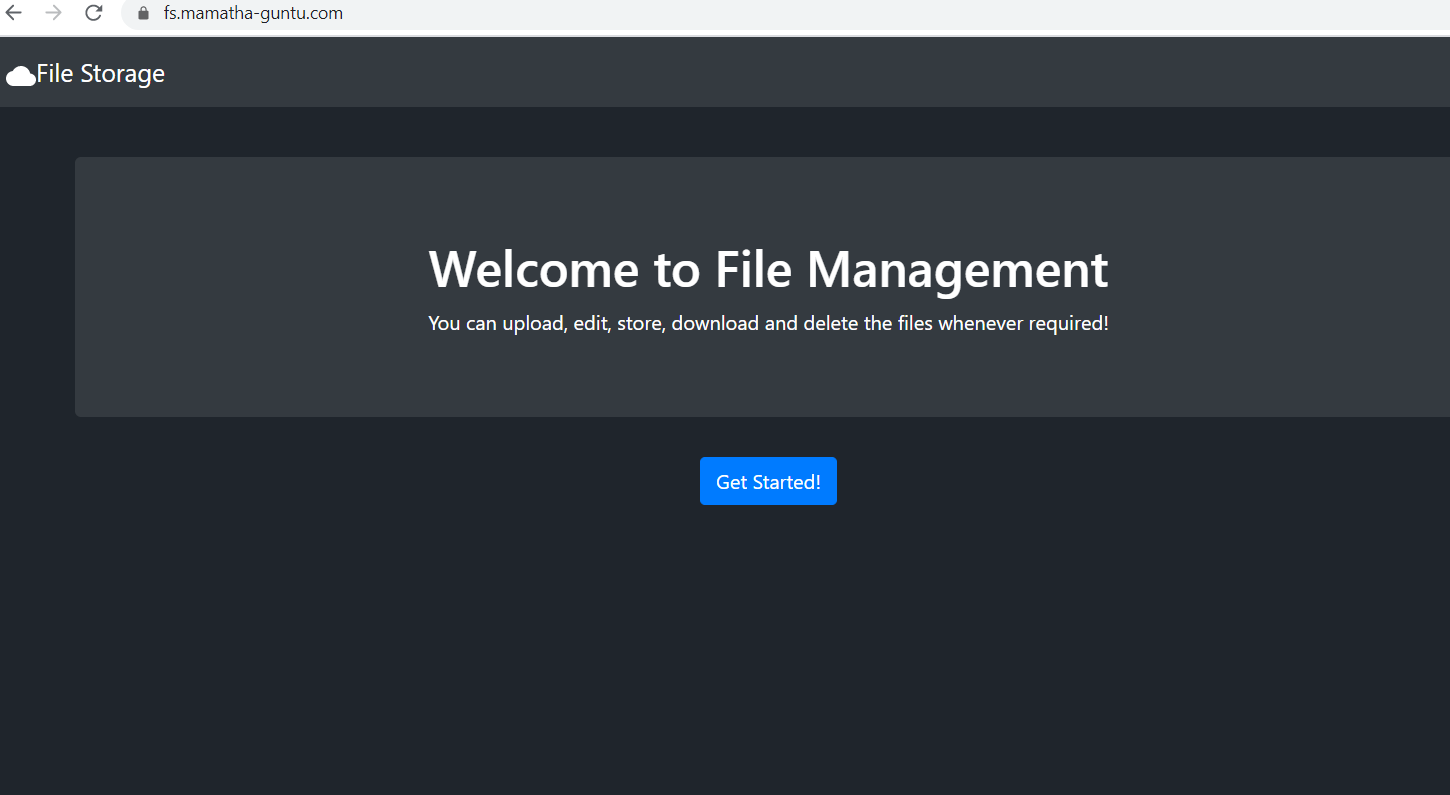 fs.mamatha-guntu.com
File Storage
Welcome to File Management
You can upload, edit, store, download and delete the files whenever required!
Get Started!